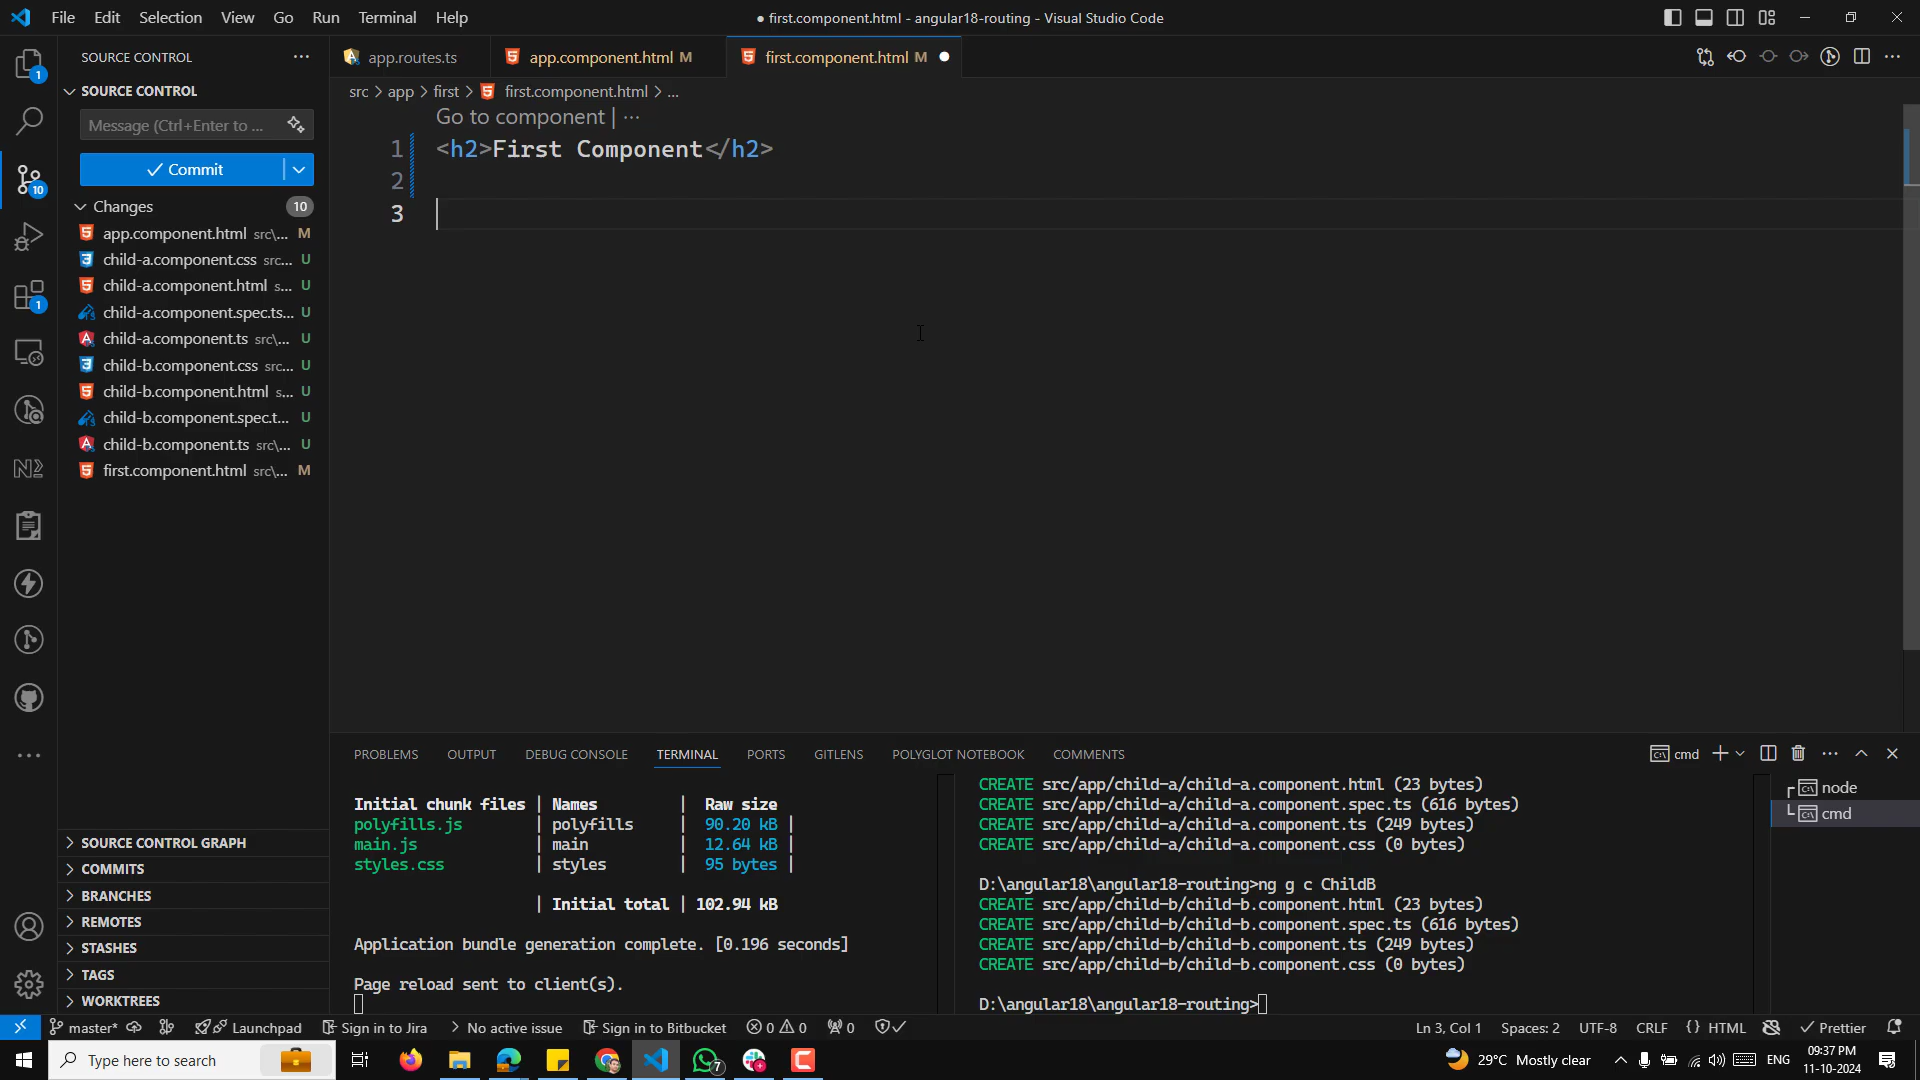 File Edit Selection View Go Run Terminal Help
● first.component.html - angular18-routing - Visual Studio Code
SOURCE CONTROL
app.routes.ts
app.component.html M
first.component.html M
SOURCE CONTROL
src > app > first > first.component.html > ...
Message (Ctrl+Enter to ...
Go to component | ...
1 <h2>First Component</h2>
2
3
Commit
Changes 10
app.component.html src\... M
child-a.component.css src... U
child-a.component.html s... U
child-a.component.spec.ts... U
child-a.component.ts src\... U
child-b.component.css src... U
child-b.component.html s... U
child-b.component.spec.t... U
child-b.component.ts src\... U
first.component.html src\... M
1
10
1
SOURCE CONTROL GRAPH
COMMITS
BRANCHES
REMOTES
STASHES
TAGS
WORKTREES
PROBLEMS OUTPUT DEBUG CONSOLE TERMINAL PORTS GITLENS POLYGLOT NOTEBOOK COMMENTS
cmd
Initial chunk files | Names | Raw size
polyfills.js | polyfills | 90.20 kB |
main.js | main | 12.64 kB |
styles.css | styles | 95 bytes |
| Initial total | 102.94 kB
Application bundle generation complete. [0.196 seconds]
Page reload sent to client(s).
CREATE src/app/child-a/child-a.component.html (23 bytes)
CREATE src/app/child-a/child-a.component.spec.ts (616 bytes)
CREATE src/app/child-a/child-a.component.ts (249 bytes)
CREATE src/app/child-a/child-a.component.css (0 bytes)
D:\angular18\angular18-routing>ng g c ChildB
CREATE src/app/child-b/child-b.component.html (23 bytes)
CREATE src/app/child-b/child-b.component.spec.ts (616 bytes)
CREATE src/app/child-b/child-b.component.ts (249 bytes)
CREATE src/app/child-b/child-b.component.css (0 bytes)
D:\angular18\angular18-routing>
node
cmd
master* Launchpad Sign in to Jira No active issue Sign in to Bitbucket 0 0 0
Ln 3, Col 1 Spaces: 2 UTF-8 CRLF {} HTML Prettier
Type here to search
7
29°C Mostly clear
ENG
09:37 PM
11-10-2024